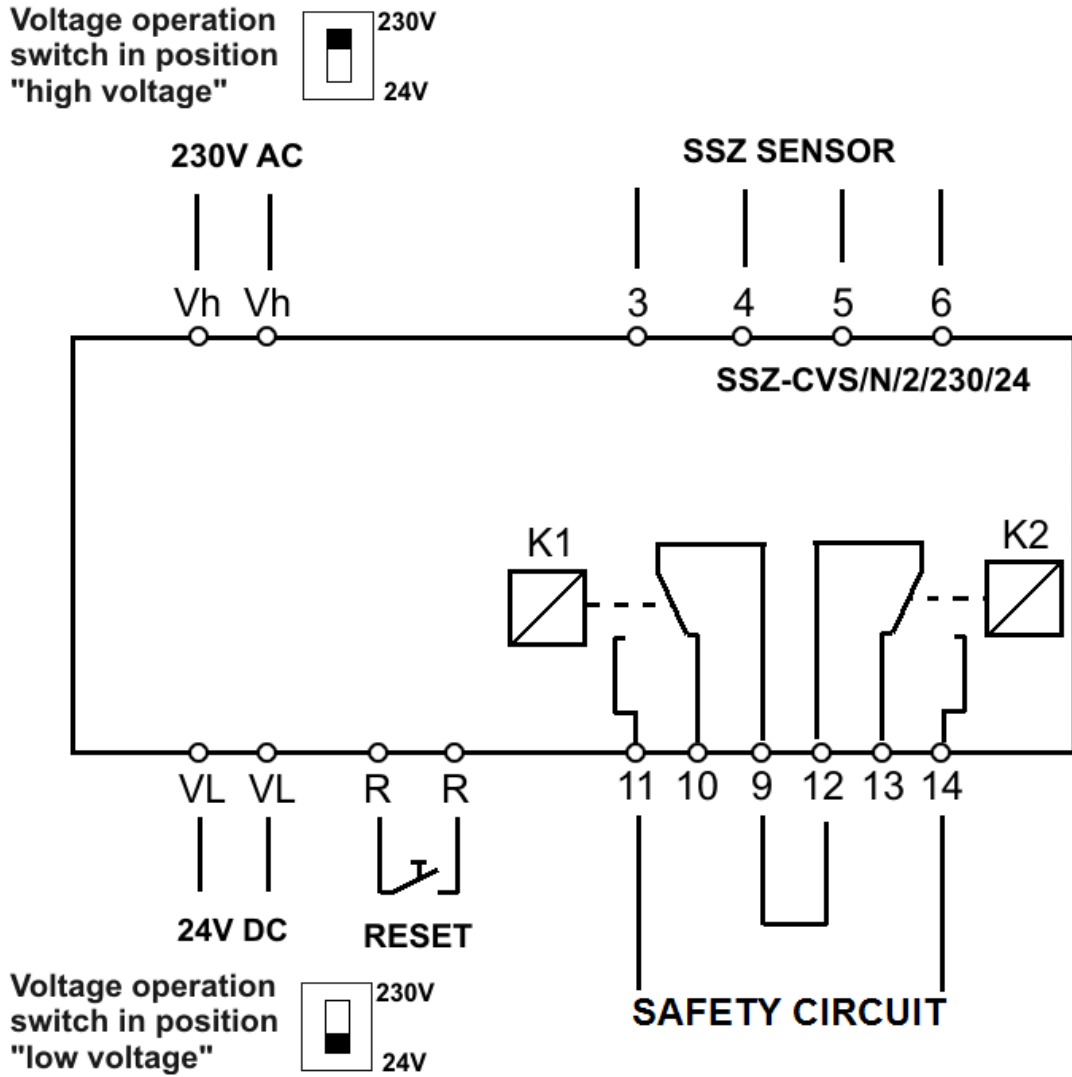 Voltage operation
switch in position
"high voltage"
230V
24V
230V AC
SSZ SENSOR
Vh Vh
3 4 5 6
SSZ-CVS/N/2/230/24
K1
K2
VL VL R R 11 10 9 12 13 14
24V DC
RESET
SAFETY CIRCUIT
Voltage operation
switch in position
"low voltage"
230V
24V